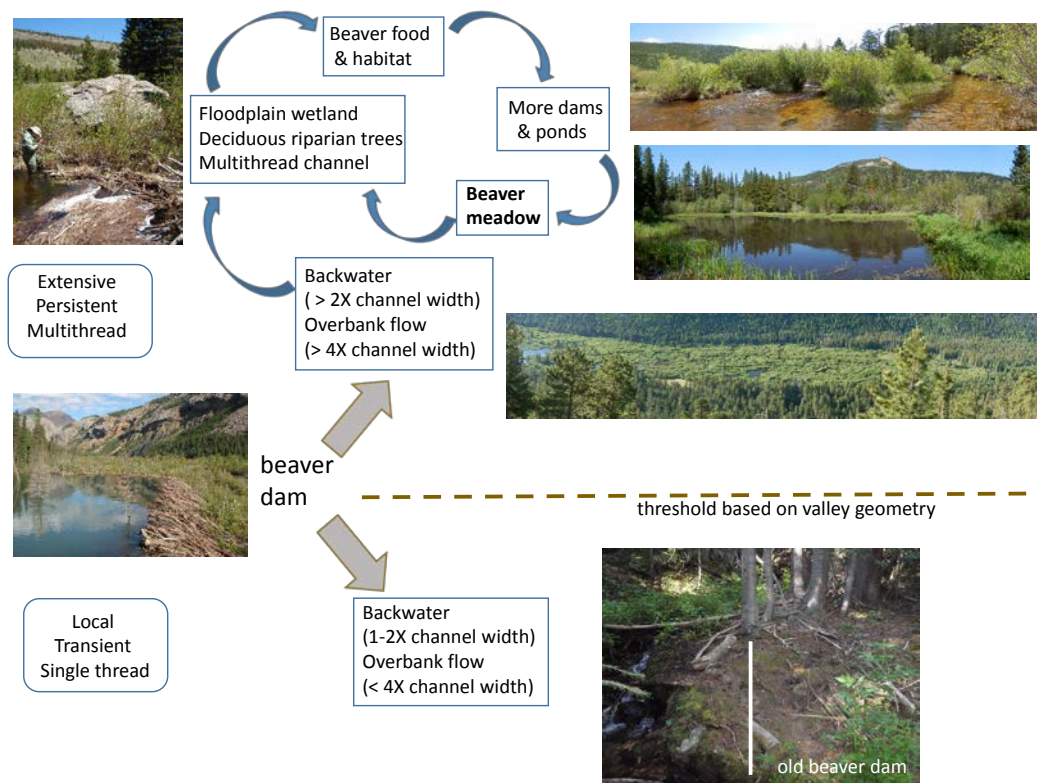 Beaver food
& habitat
Floodplain wetland
Deciduous riparian trees
Multithread channel
More dams
& ponds
Beaver
meadow
Extensive
Persistent
Multithread
Backwater
( > 2X channel width)
Overbank flow
(> 4X channel width)
beaver
dam
threshold based on valley geometry
Local
Transient
Single thread
Backwater
(1-2X channel width)
Overbank flow
(< 4X channel width)
old beaver dam